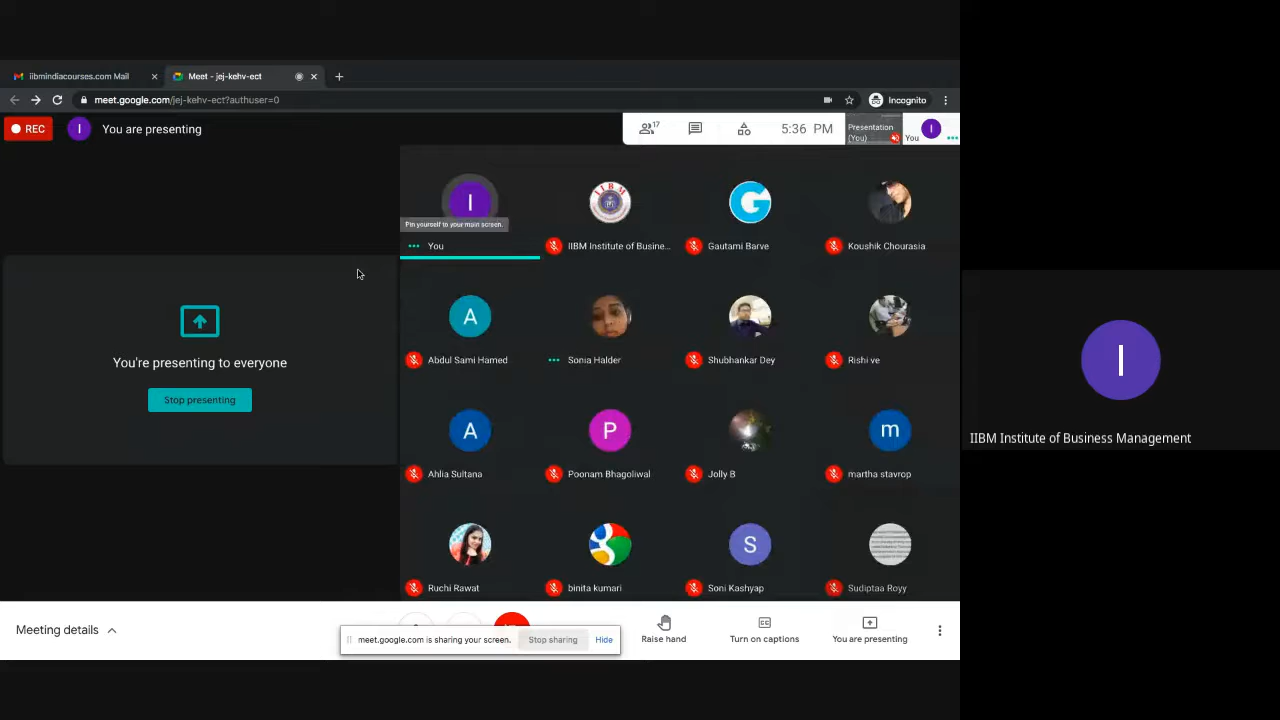 iibmindiacourses.com Mail
Meet - jej-kehv-ect
meet.google.com/jej-kehv-ect?authuser=0
Incognito
REC
I
You are presenting
17
5:36 PM
Presentation
(You)
You
I
I
Pin yourself to your main screen.
You
IIBM
IIBM Institute of Busine...
G
Gautami Barve
Koushik Chourasia
You're presenting to everyone
Stop presenting
A
Abdul Sami Hamed
Sonia Halder
Shubhankar Dey
Rishi ve
A
Ahlia Sultana
P
Poonam Bhagoliwal
Jolly B
m
martha stavrop
Ruchi Rawat
binita kumari
S
Soni Kashyap
Sudiptaa Royy
I
IIBM Institute of Business Management
Meeting details
meet.google.com is sharing your screen.
Stop sharing
Hide
Raise hand
Turn on captions
You are presenting